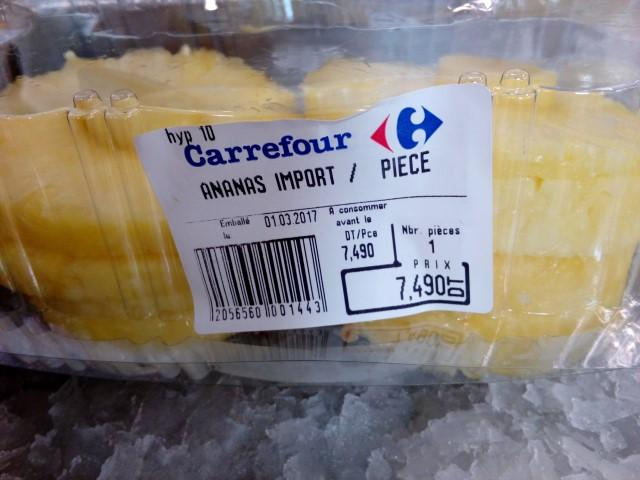 hyp 10
Carrefour
ANANAS IMPORT / PIECE
Emballé le 01.03.2017
A consommer avant le
DT/Pce
7,490
Nbr. pièces
1
PRIX
7,490 DT
2056560 001443